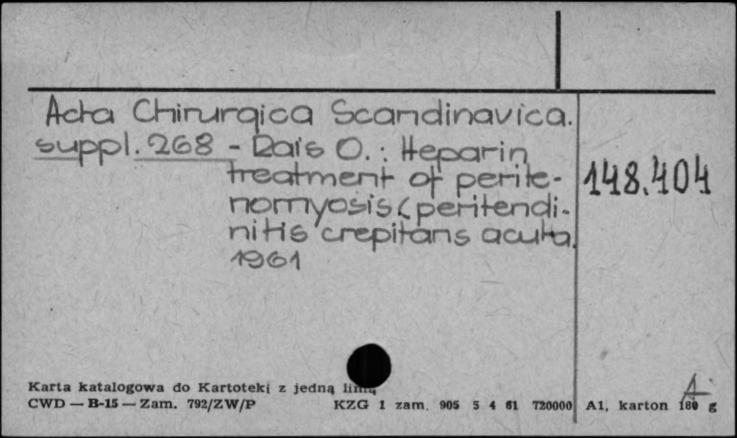 Acta Chirurgica Scandinavica.
suppl. 268 - Rais O. : Heparin
treatment of perite-
nomyosis (peritendi-
nitis crepitans acuta.
1961
148.404
Karta katalogowa do Kartoteki z jedną linią
CWD — B-15 — Zam. 792/ZW/P KZG 1 zam. 905 5 4 61 720000 A1, karton 180 g